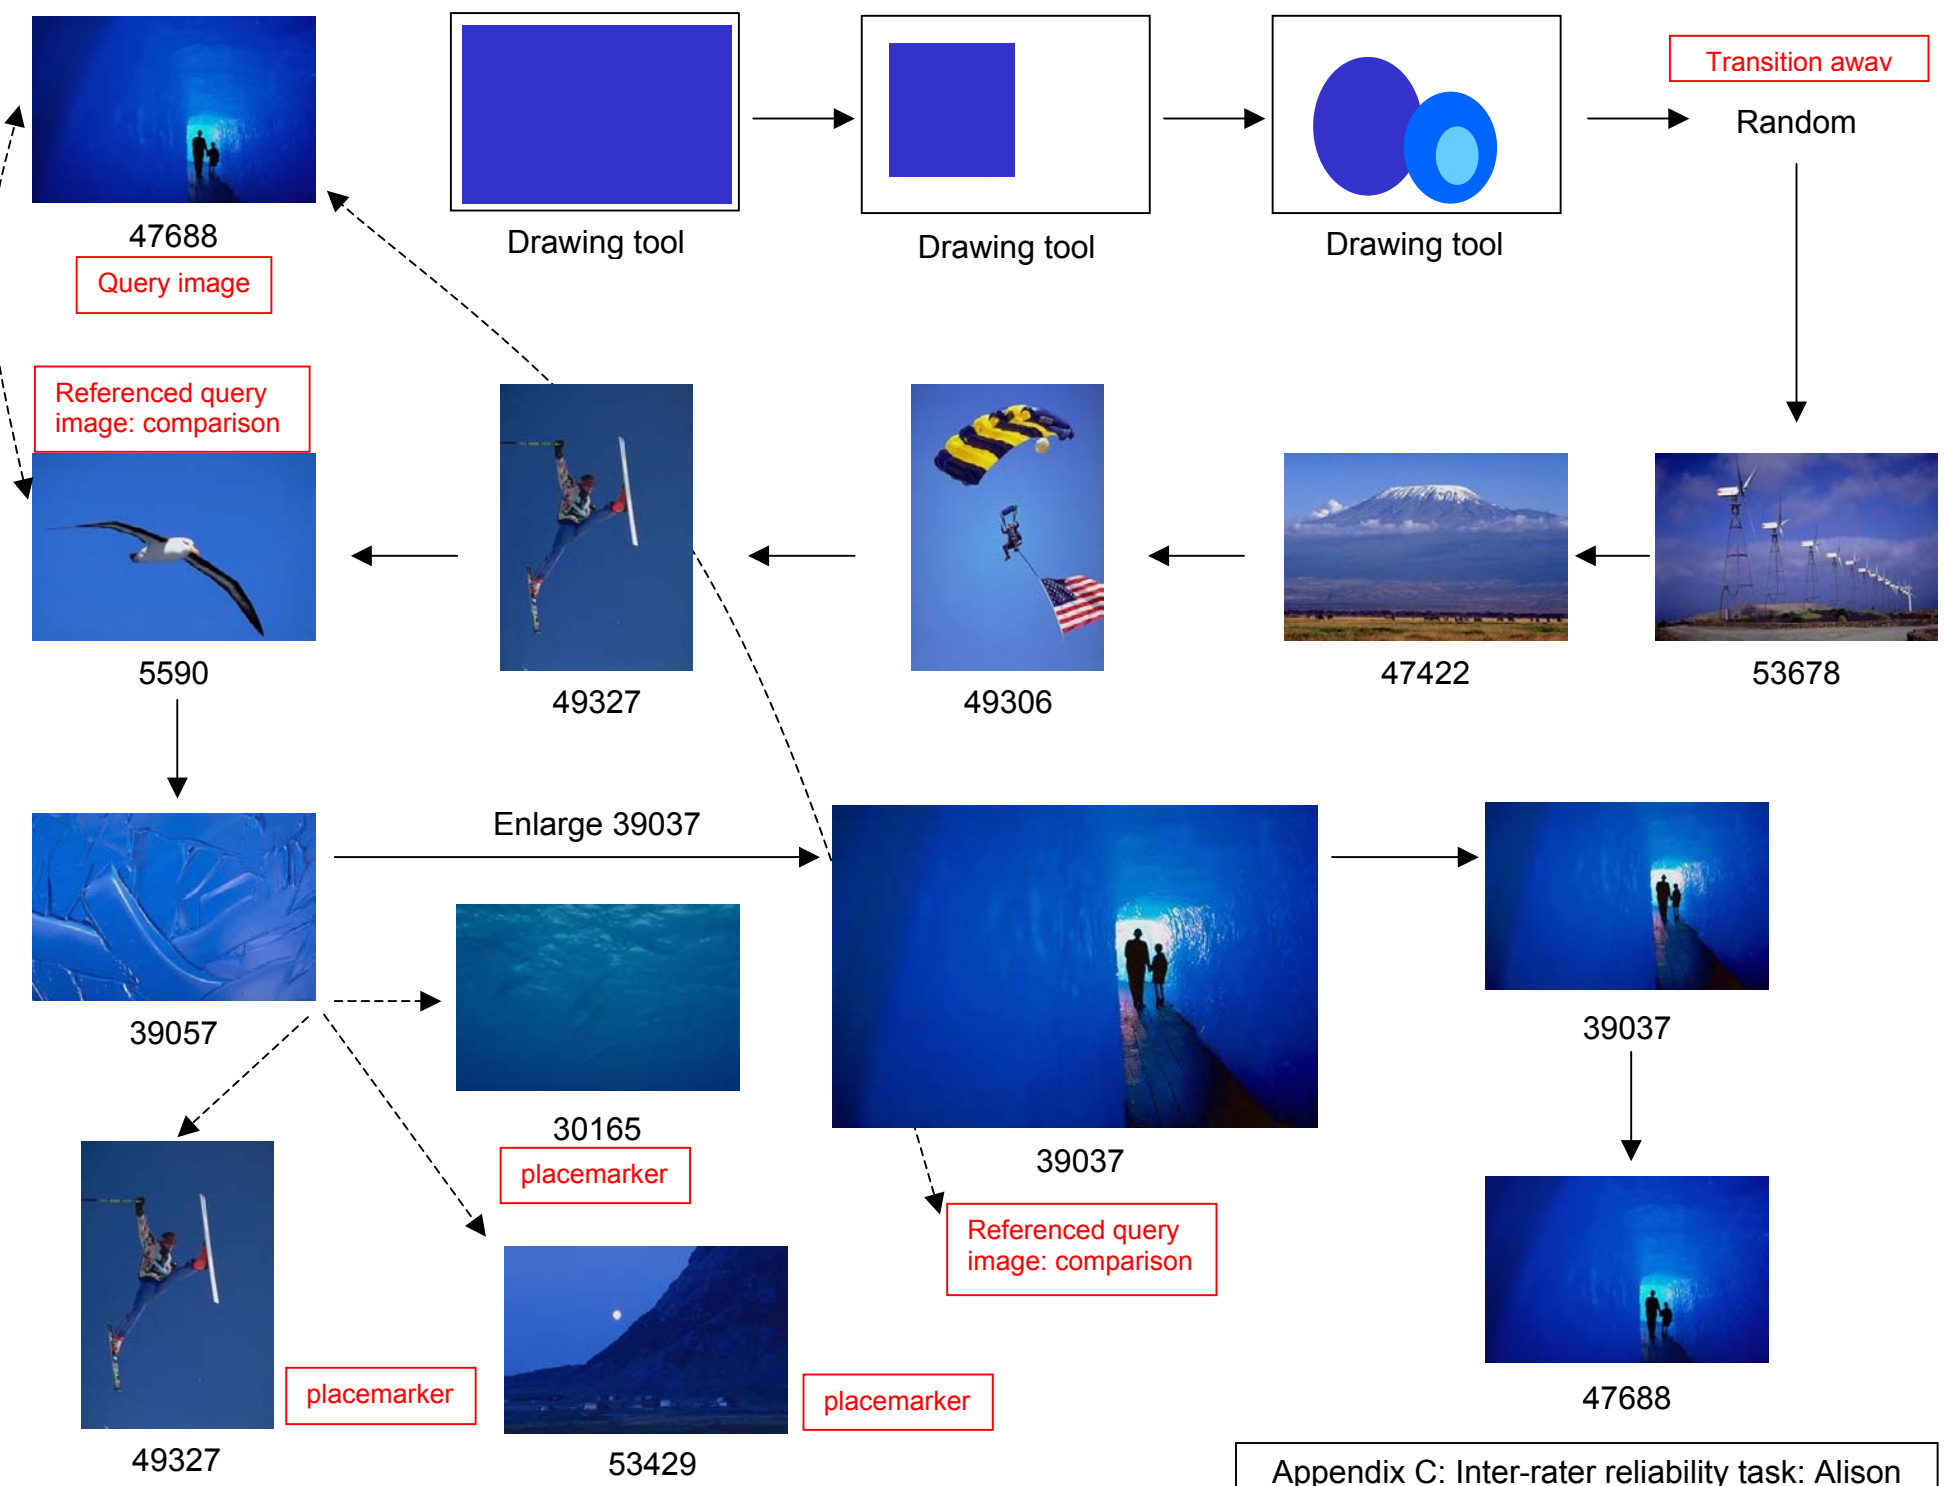 47688
Query image
Drawing tool
Drawing tool
Drawing tool
Transition awav
Random
Referenced query
image: comparison
5590
49327
49306
47422
53678
39057
Enlarge 39037
30165
placemarker
39037
Referenced query
image: comparison
39037
47688
49327
placemarker
53429
placemarker
Appendix C: Inter-rater reliability task: Alison